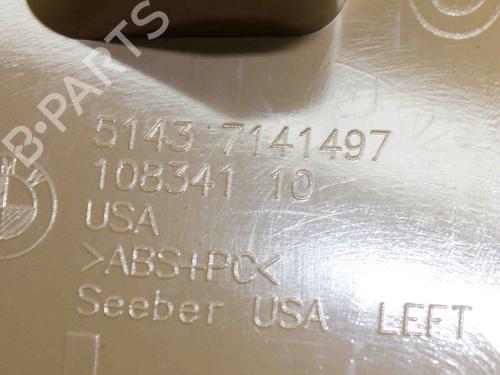 B-PARTS
5143 7141497
108341 10
USA
>ABS+PC<
Seeber USA LEFT